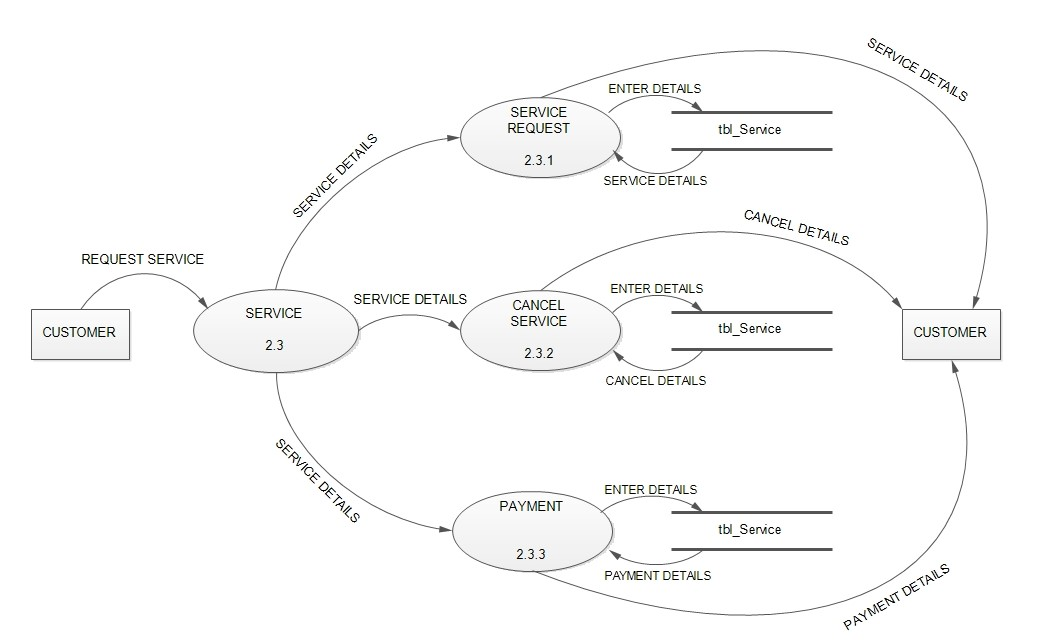 SERVICE DETAILS
ENTER DETAILS
SERVICE
REQUEST
2.3.1
tbl_Service
SERVICE DETAILS
SERVICE DETAILS
CANCEL DETAILS
REQUEST SERVICE
CUSTOMER
SERVICE
2.3
SERVICE DETAILS
CANCEL
SERVICE
2.3.2
ENTER DETAILS
tbl_Service
CANCEL DETAILS
CUSTOMER
SERVICE DETAILS
PAYMENT
2.3.3
ENTER DETAILS
tbl_Service
PAYMENT DETAILS
PAYMENT DETAILS